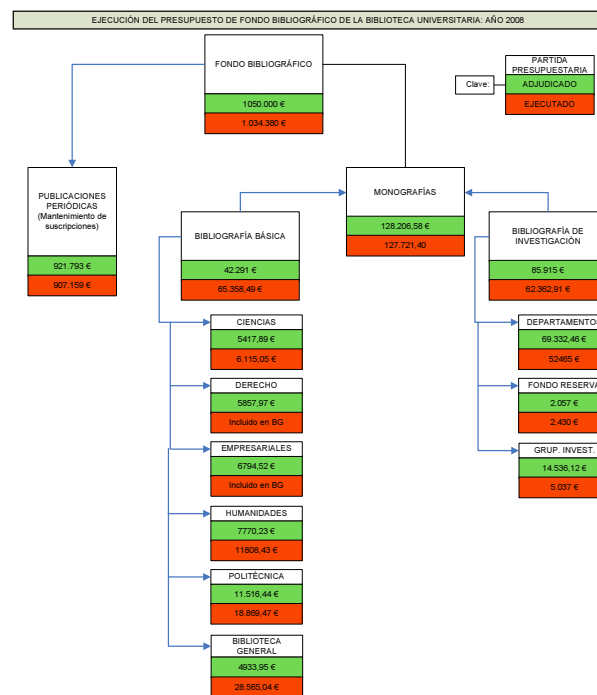 EJECUCIÓN DEL PRESUPUESTO DE FONDO BIBLIOGRÁFICO DE LA BIBLIOTECA UNIVERSITARIA: AÑO 2008
FONDO BIBLIOGRÁFICO
1050.000 €
1.034.380 €
Clave:
PARTIDA
PRESUPUESTARIA
ADJUDICADO
EJECUTADO
PUBLICACIONES
PERIÓDICAS
(Mantenimiento de
suscripciones)
921.793 €
907.159 €
MONOGRAFÍAS
128.206,58 €
127.721,40
BIBLIOGRAFÍA BÁSICA
42.291 €
65.358,49 €
BIBLIOGRAFÍA DE
INVESTIGACIÓN
85.915 €
62.362,91 €
CIENCIAS
5417,89 €
6.115,05 €
DERECHO
5857,97 €
Incluido en BG
EMPRESARIALES
6794,52 €
Incluido en BG
HUMANIDADES
7770,23 €
11808,43 €
POLITÉCNICA
11.516,44 €
18.869,47 €
BIBLIOTECA
GENERAL
4933,95 €
28.565,04 €
DEPARTAMENTOS
69.332,46 €
52465 €
FONDO RESERVA
2.057 €
2.430 €
GRUP. INVEST.
14.536,12 €
5.037 €